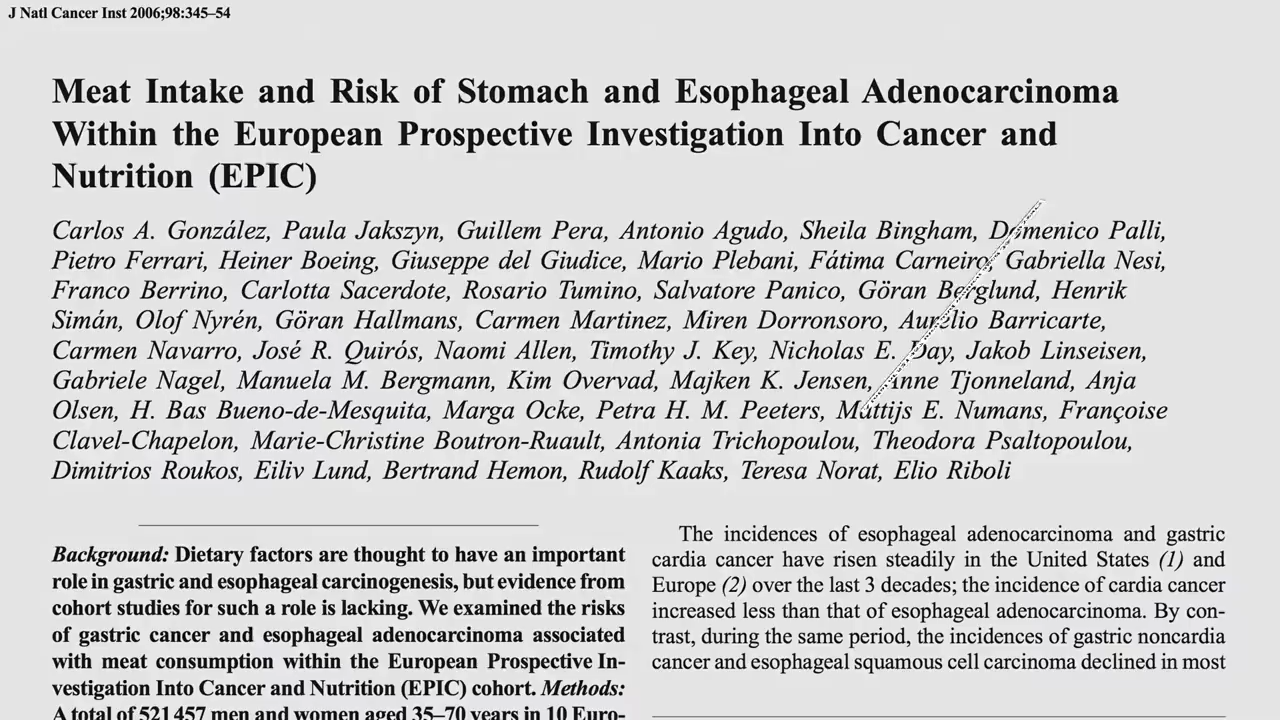 J Natl Cancer Inst 2006;98:345–54
Meat Intake and Risk of Stomach and Esophageal Adenocarcinoma
Within the European Prospective Investigation Into Cancer and
Nutrition (EPIC)
Carlos A. González, Paula Jakszyn, Guillem Pera, Antonio Agudo, Sheila Bingham, Domenico Palli,
Pietro Ferrari, Heiner Boeing, Giuseppe del Giudice, Mario Plebani, Fátima Carneiro, Gabriella Nesi,
Franco Berrino, Carlotta Sacerdote, Rosario Tumino, Salvatore Panico, Göran Berglund, Henrik
Simán, Olof Nyrén, Göran Hallmans, Carmen Martinez, Miren Dorronsoro, Aurelio Barricarte,
Carmen Navarro, José R. Quirós, Naomi Allen, Timothy J. Key, Nicholas E. Day, Jakob Linseisen,
Gabriele Nagel, Manuela M. Bergmann, Kim Overvad, Majken K. Jensen, Anne Tjonneland, Anja
Olsen, H. Bas Bueno-de-Mesquita, Marga Ocke, Petra H. M. Peeters, Mattijs E. Numans, Françoise
Clavel-Chapelon, Marie-Christine Boutron-Ruault, Antonia Trichopoulou, Theodora Psaltopoulou,
Dimitrios Roukos, Eiliv Lund, Bertrand Hemon, Rudolf Kaaks, Teresa Norat, Elio Riboli
Background: Dietary factors are thought to have an important
role in gastric and esophageal carcinogenesis, but evidence from
cohort studies for such a role is lacking. We examined the risks
of gastric cancer and esophageal adenocarcinoma associated
with meat consumption within the European Prospective In-
vestigation Into Cancer and Nutrition (EPIC) cohort. Methods:
A total of 521 457 men and women aged 35–70 years in 10 Euro-
The incidences of esophageal adenocarcinoma and gastric
cardia cancer have risen steadily in the United States (1) and
Europe (2) over the last 3 decades; the incidence of cardia cancer
increased less than that of esophageal adenocarcinoma. By con-
trast, during the same period, the incidences of gastric noncardia
cancer and esophageal squamous cell carcinoma declined in most